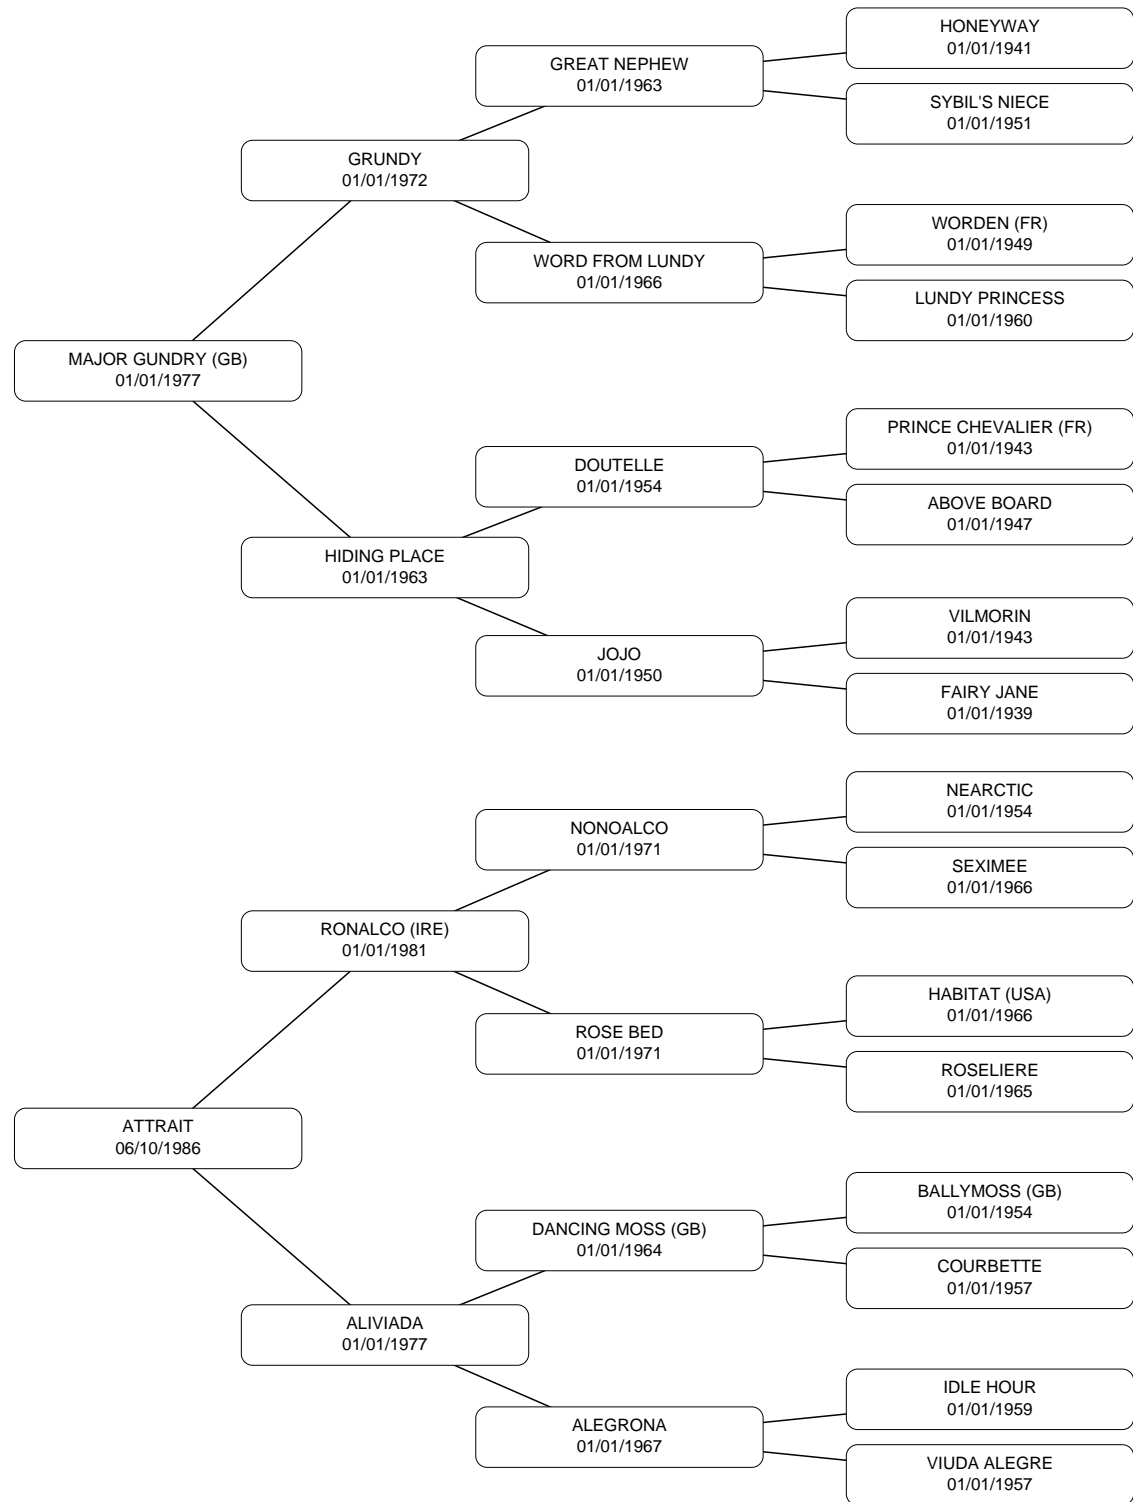 HONEYWAY
01/01/1941
GREAT NEPHEW
01/01/1963
SYBIL'S NIECE
01/01/1951
GRUNDY
01/01/1972
WORDEN (FR)
01/01/1949
WORD FROM LUNDY
01/01/1966
LUNDY PRINCESS
01/01/1960
MAJOR GUNDRY (GB)
01/01/1977
PRINCE CHEVALIER (FR)
01/01/1943
DOUTELLE
01/01/1954
ABOVE BOARD
01/01/1947
HIDING PLACE
01/01/1963
VILMORIN
01/01/1943
JOJO
01/01/1950
FAIRY JANE
01/01/1939
NEARCTIC
01/01/1954
NONOALCO
01/01/1971
SEXIMEE
01/01/1966
RONALCO (IRE)
01/01/1981
HABITAT (USA)
01/01/1966
ROSE BED
01/01/1971
ROSELIERE
01/01/1965
ATTRAIT
06/10/1986
BALLYMOSS (GB)
01/01/1954
DANCING MOSS (GB)
01/01/1964
COURBETTE
01/01/1957
ALIVIADA
01/01/1977
IDLE HOUR
01/01/1959
ALEGRONA
01/01/1967
VIUDA ALEGRE
01/01/1957